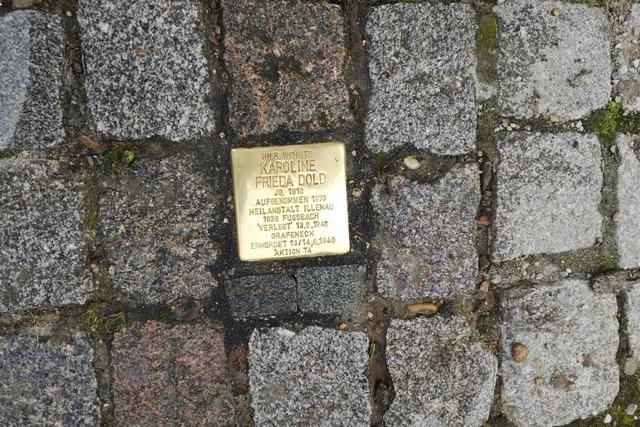 HIER WOHNTE
KAROLINE
FRIEDA DOLD
JG. 1910
AUFGENOMMEN 1933
HEILANSTALT ILLENAU
1936 FUSSBACH
'VERLEGT' 13.6.1940
GRAFENECK
ERMORDET 13/14.6.1940
'AKTION T4'